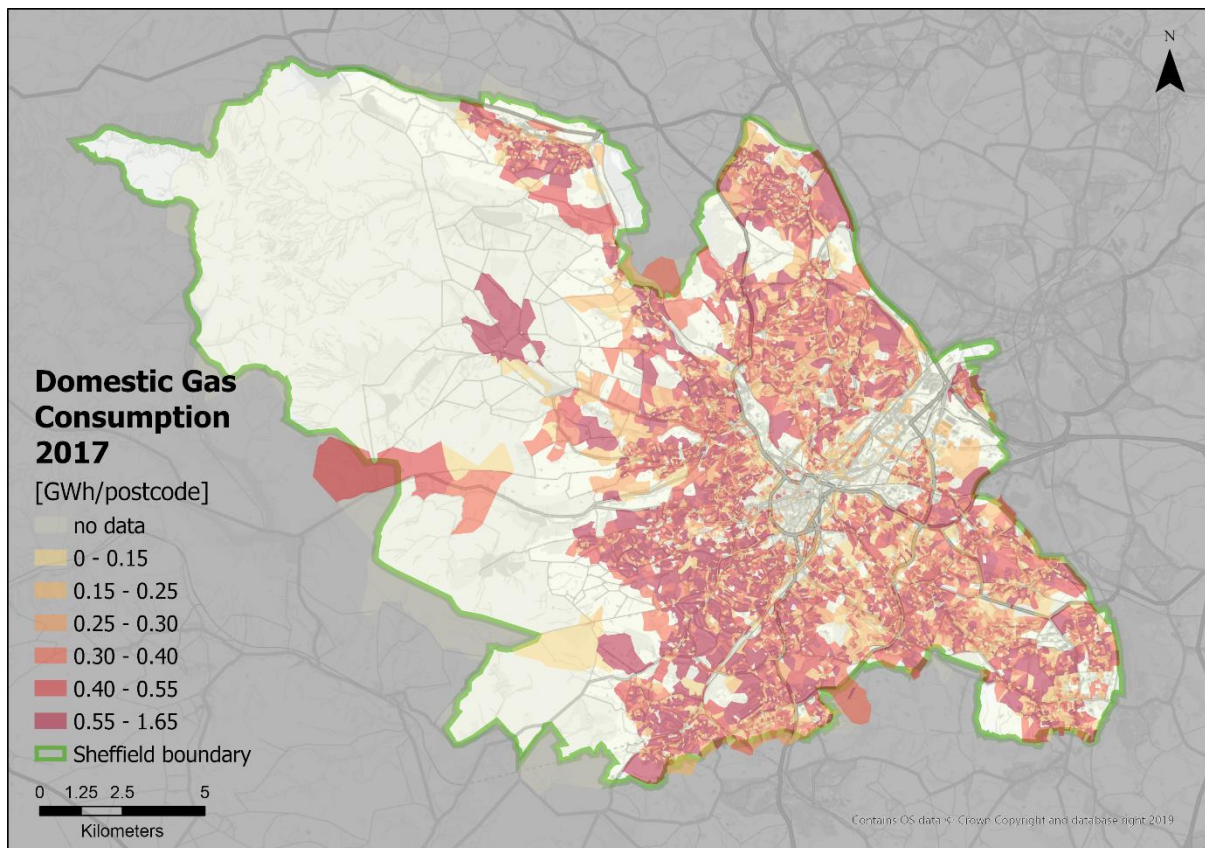 N
Domestic Gas
Consumption
2017
[GWh/postcode]
no data
0 - 0.15
0.15 - 0.25
0.25 - 0.30
0.30 - 0.40
0.40 - 0.55
0.55 - 1.65
Sheffield boundary
0 1.25 2.5 5
Kilometers
Contains OS data © Crown Copyright and database right 2019